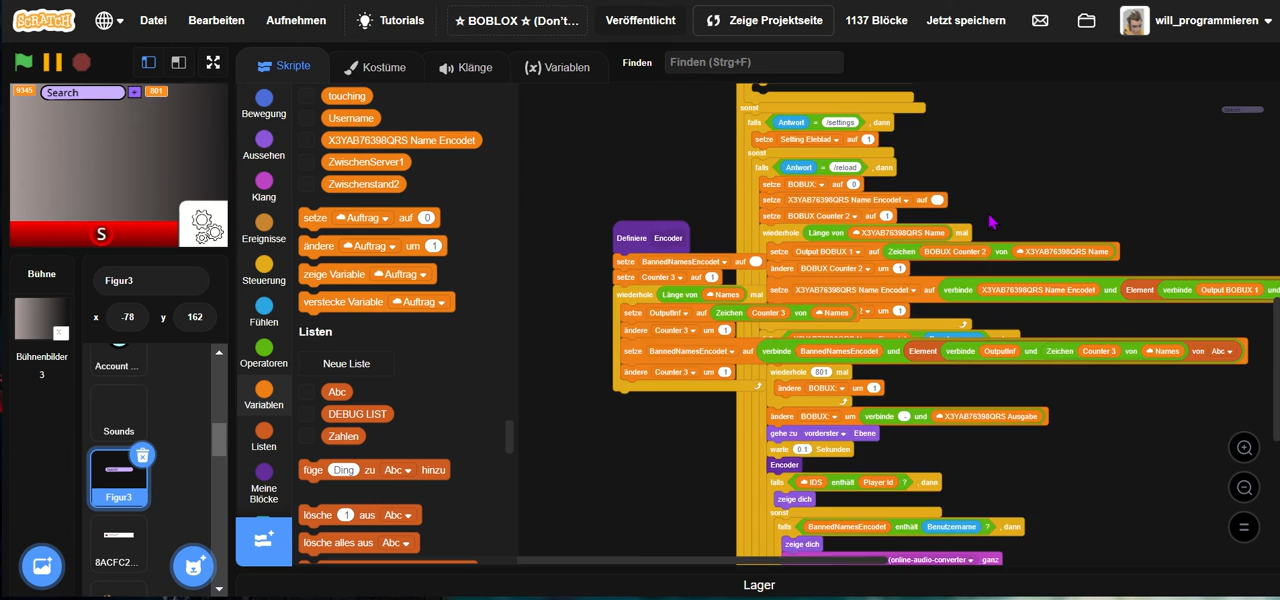 SCRATCH Datei Bearbeiten Aufnehmen Tutorials ☆ BOBLOX ☆ (Don't… Veröffentlicht Zeige Projektseite 1137 Blöcke Jetzt speichern will_programmieren
Skripte Kostüme Klänge (x) Variablen Finden Finden (Strg+F)
9345 Search + 801
S
Bühne
Bühnenbilder
3
Figur3
x -78 y 162
Account ...
Sounds
Figur3
8ACFC2...
Bewegung
Aussehen
Klang
Ereignisse
Steuerung
Fühlen
Operatoren
Variablen
Listen
Meine
Blöcke
touching
Username
X3YAB76398QRS Name Encodet
ZwischenServer1
Zwischenstand2
setze Auftrag auf 0
ändere Auftrag um 1
zeige Variable Auftrag
verstecke Variable Auftrag
Listen
Neue Liste
Abc
DEBUG LIST
Zahlen
füge Ding zu Abc hinzu
lösche 1 aus Abc
lösche alles aus Abc
Definiere Encoder
setze BannedNamesEncodet auf
setze Counter 3 auf 1
wiederhole Länge von Names mal
setze OutputInf auf Zeichen Counter 3 von Names
ändere Counter 3 um 1
setze BannedNamesEncodet auf verbinde BannedNamesEncodet und Element verbinde OutputInf und Zeichen Counter 3 von Names von Abc
ändere Counter 3 um 1
sonst
falls Antwort = /settings , dann
setze Setting Eleblad auf 1
sonst
falls Antwort = /reload , dann
setze BOBUX: auf 0
setze X3YAB76398QRS Name Encodet auf
setze BOBUX Counter 2 auf 1
wiederhole Länge von X3YAB76398QRS Name mal
setze Output BOBUX 1 auf Zeichen BOBUX Counter 2 von X3YAB76398QRS Name
ändere BOBUX Counter 2 um 1
setze X3YAB76398QRS Name Encodet auf verbinde X3YAB76398QRS Name Encodet und Element verbinde Output BOBUX 1 und
2 um 1
wiederhole 801 mal
ändere BOBUX: um 1
ändere BOBUX: um verbinde - und X3YAB76398QRS Ausgabe
gehe zu vorderster Ebene
warte 0.1 Sekunden
Encoder
falls IDS enthält Player Id ? , dann
zeige dich
sonst
falls BannedNamesEncodet enthält Benutzername ? , dann
zeige dich
(online-audio-converter ganz
Lager